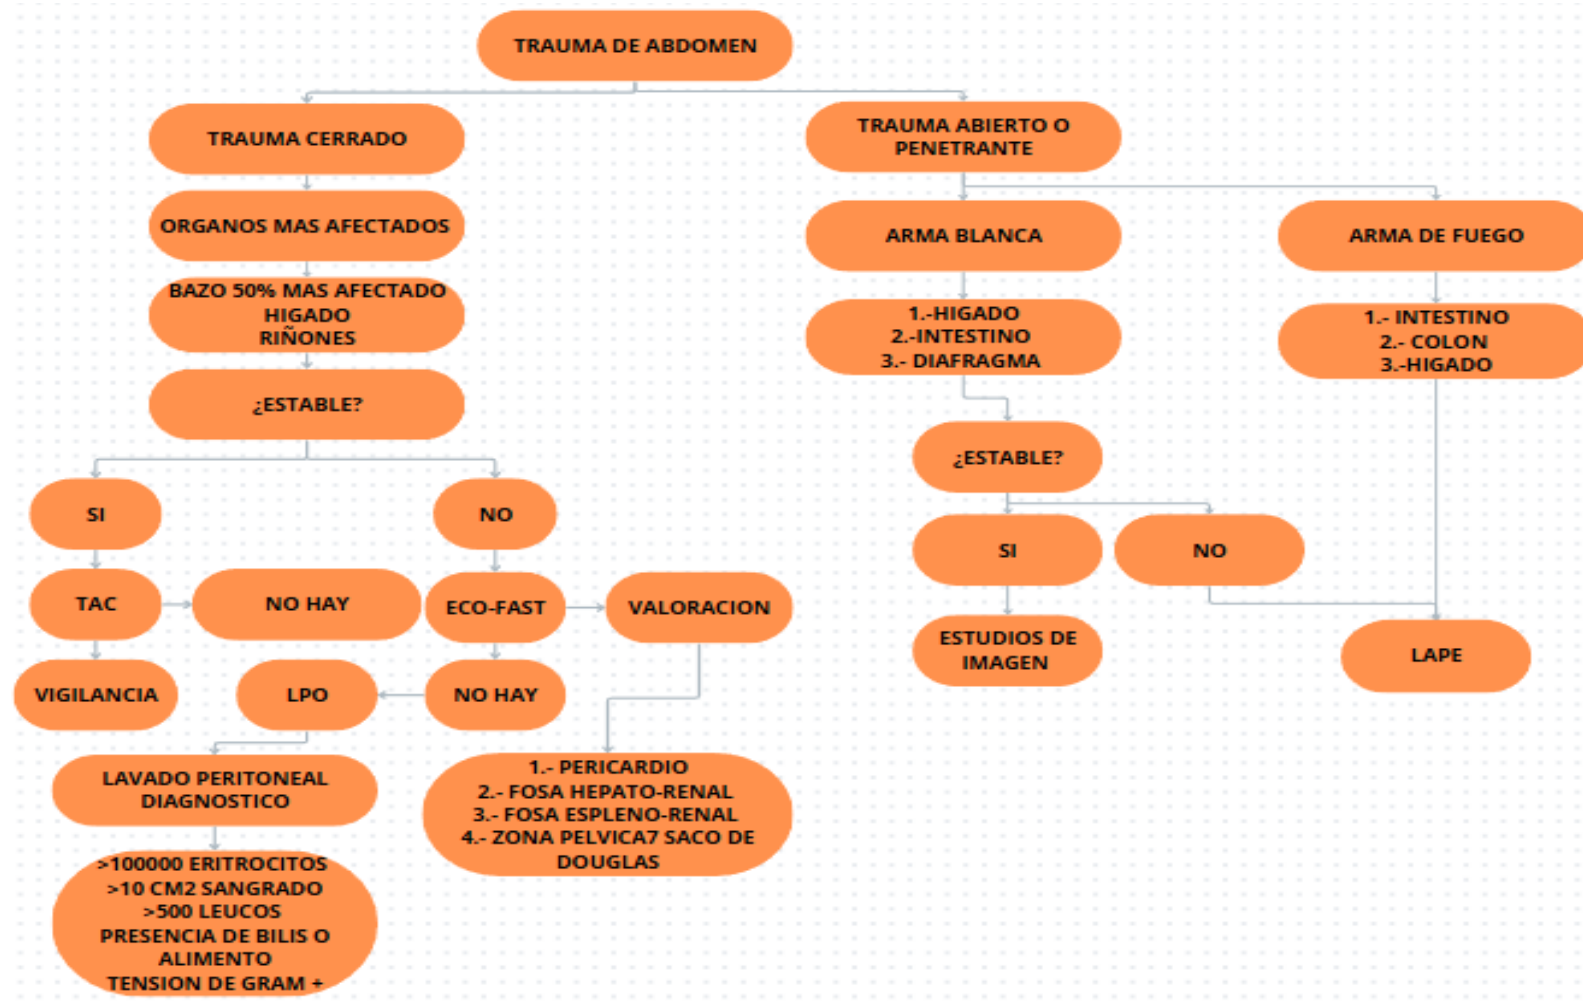 TRAUMA DE ABDOMEN
TRAUMA CERRADO
ORGANOS MAS AFECTADOS
BAZO 50% MAS AFECTADO
HIGADO
RIÑONES
¿ESTABLE?
SI
NO
TAC
NO HAY
ECO-FAST
VALORACION
VIGILANCIA
LPO
NO HAY
LAVADO PERITONEAL
DIAGNOSTICO
>100000 ERITROCITOS
>10 CM2 SANGRADO
>500 LEUCOS
PRESENCIA DE BILIS O
ALIMENTO
TENSION DE GRAM +
1.- PERICARDIO
2.- FOSA HEPATO-RENAL
3.- FOSA ESPLENO-RENAL
4.- ZONA PELVICA7 SACO DE
DOUGLAS
TRAUMA ABIERTO O
PENETRANTE
ARMA BLANCA
1.-HIGADO
2.-INTESTINO
3.- DIAFRAGMA
¿ESTABLE?
SI
NO
ESTUDIOS DE
IMAGEN
ARMA DE FUEGO
1.- INTESTINO
2.- COLON
3.-HIGADO
LAPE